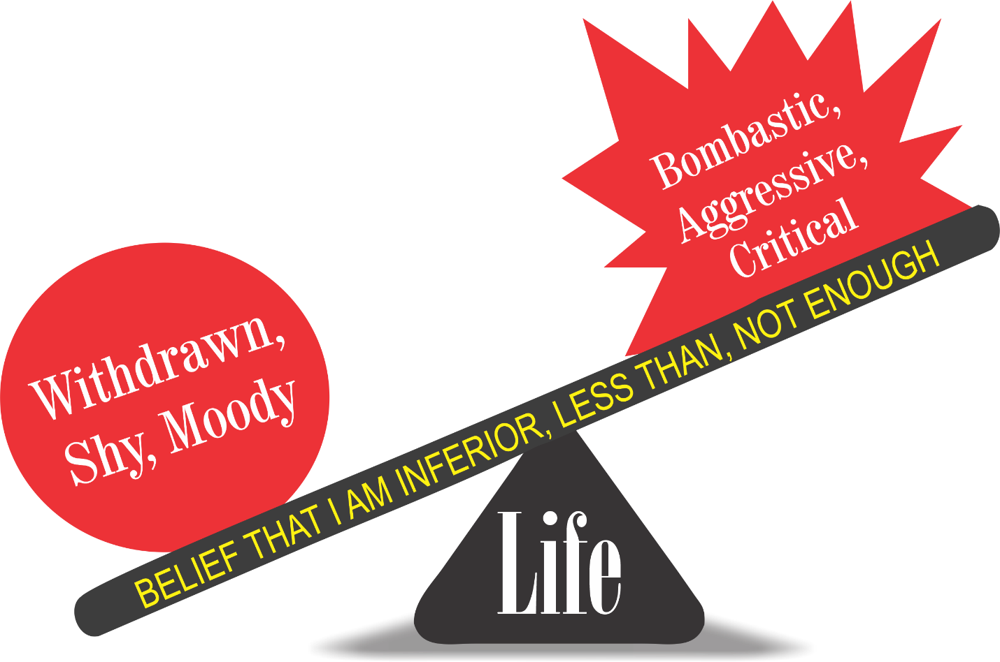 Withdrawn,
Shy, Moody
Bombastic,
Aggressive,
Critical
BELIEF THAT I AM INFERIOR, LESS THAN, NOT ENOUGH
Life